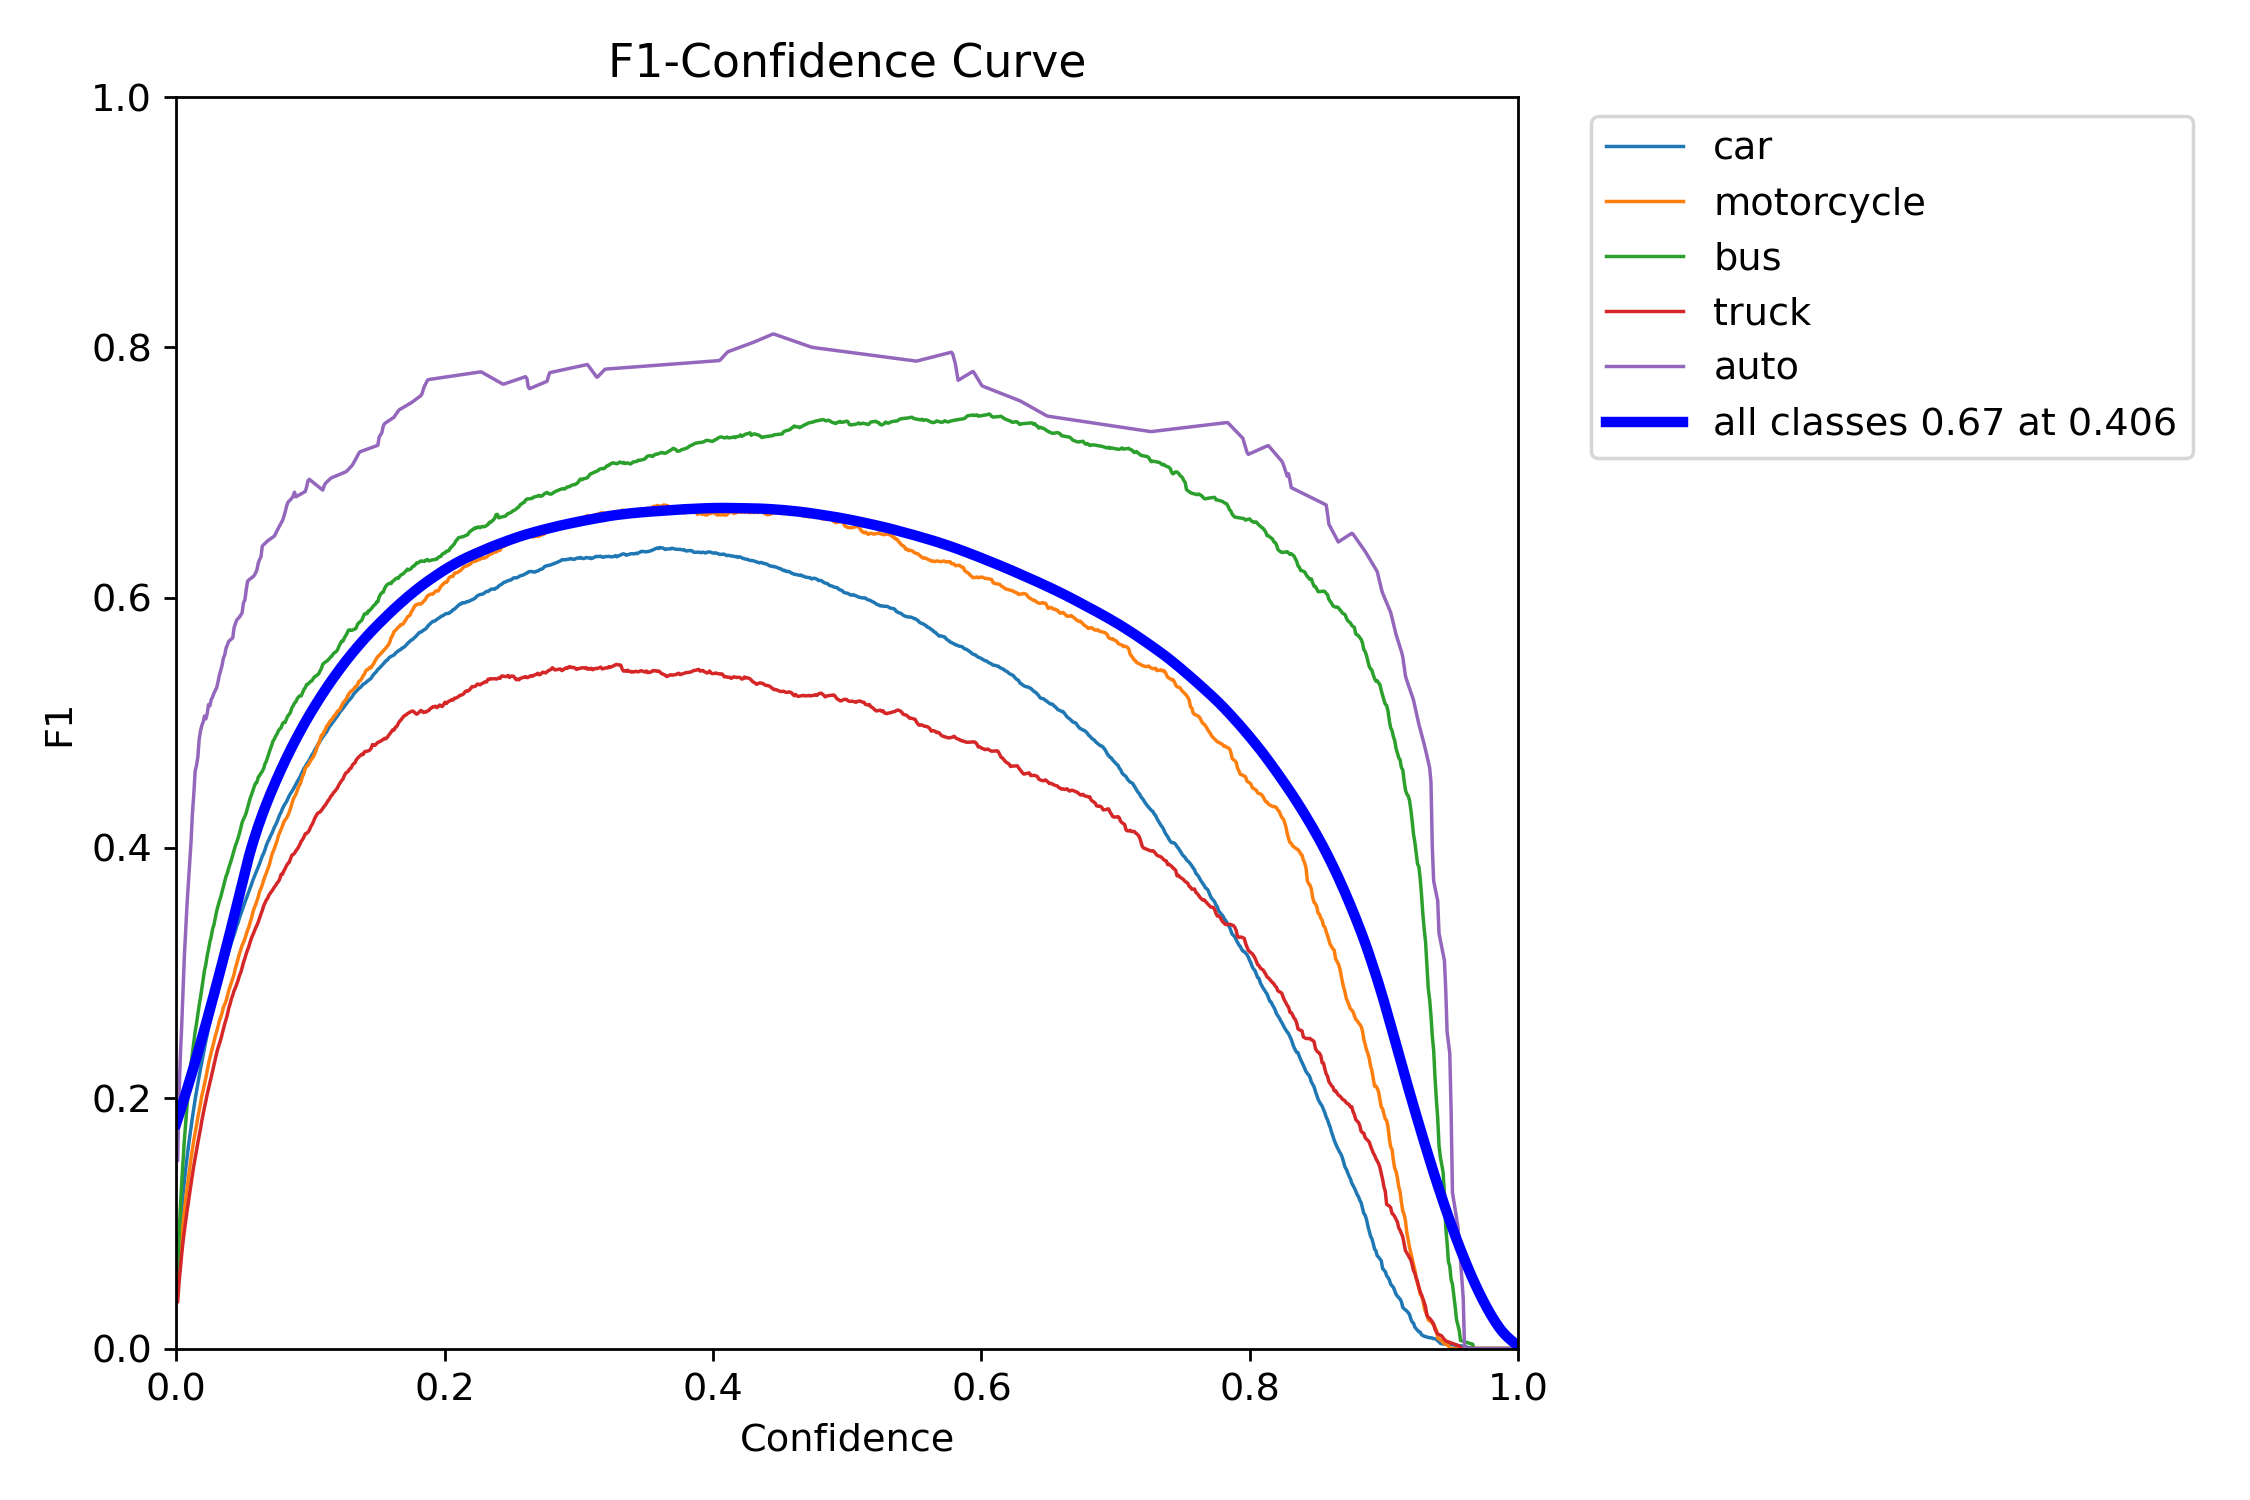 F1-Confidence Curve
1.0
0.8
0.6
0.4
0.2
0.0
F1
0.0 0.2 0.4 0.6 0.8 1.0
Confidence
car
motorcycle
bus
truck
auto
all classes 0.67 at 0.406